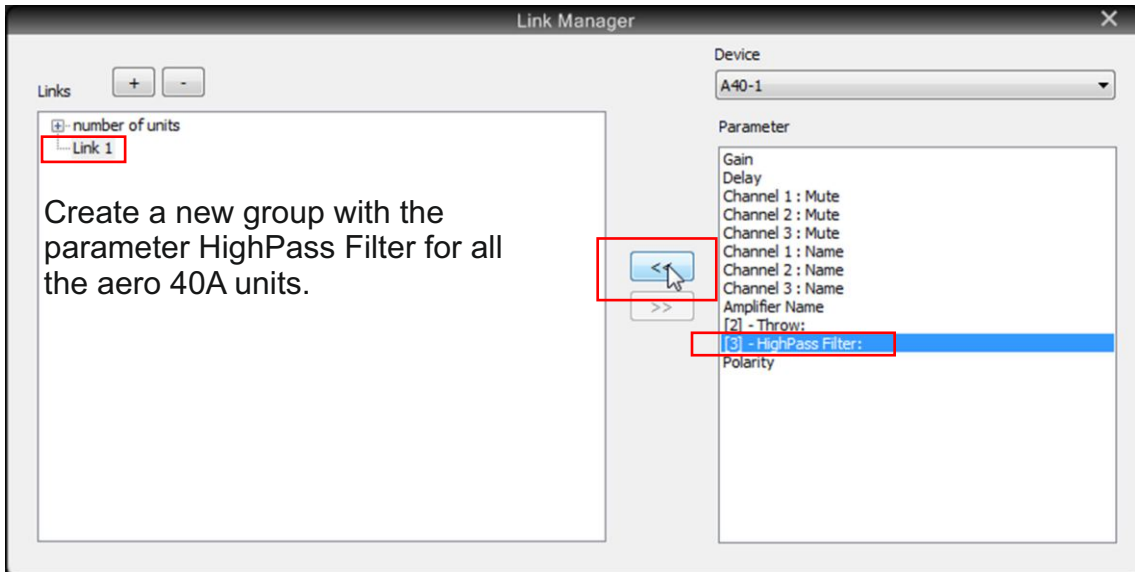 Link Manager
Links
+
-
number of units
Link 1
Create a new group with the
parameter HighPass Filter for all
the aero 40A units.
<<
>>
Device
A40-1
Parameter
Gain
Delay
Channel 1 : Mute
Channel 2 : Mute
Channel 3 : Mute
Channel 1 : Name
Channel 2 : Name
Channel 3 : Name
Amplifier Name
[2] - Throw:
[3] - HighPass Filter:
Polarity